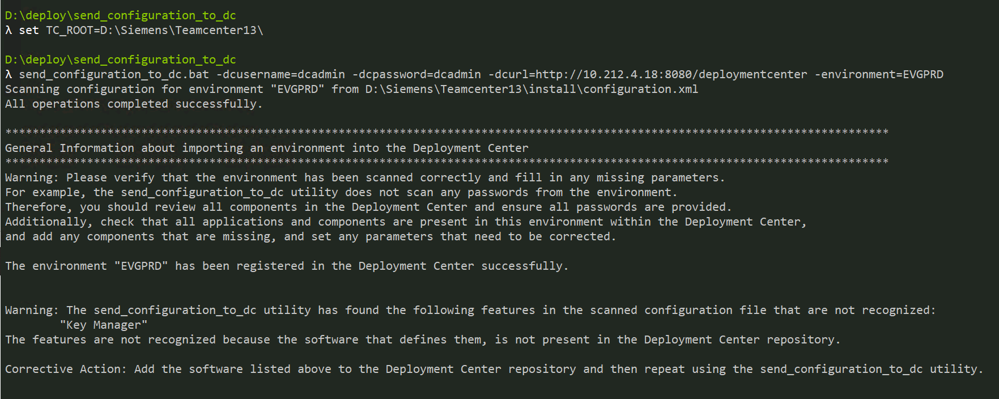 D:\deploy\send_configuration_to_dc
λ set TC_ROOT=D:\Siemens\Teamcenter13\
D:\deploy\send_configuration_to_dc
λ send_configuration_to_dc.bat -dcusername=dcadmin -dcpassword=dcadmin -dcurl=http://10.212.4.18:8080/deploymentcenter -environment=EVGPRD
Scanning configuration for environment "EVGPRD" from D:\Siemens\Teamcenter13\install\configuration.xml
All operations completed successfully.
**********************************************************************************************************************************
General Information about importing an environment into the Deployment Center
**********************************************************************************************************************************
Warning: Please verify that the environment has been scanned correctly and fill in any missing parameters.
For example, the send_configuration_to_dc utility does not scan any passwords from the environment.
Therefore, you should review all components in the Deployment Center and ensure all passwords are provided.
Additionally, check that all applications and components are present in this environment within the Deployment Center,
and add any components that are missing, and set any parameters that need to be corrected.
The environment "EVGPRD" has been registered in the Deployment Center successfully.
Warning: The send_configuration_to_dc utility has found the following features in the scanned configuration file that are not recognized:
"Key Manager"
The features are not recognized because the software that defines them, is not present in the Deployment Center repository.
Corrective Action: Add the software listed above to the Deployment Center repository and then repeat using the send_configuration_to_dc utility.